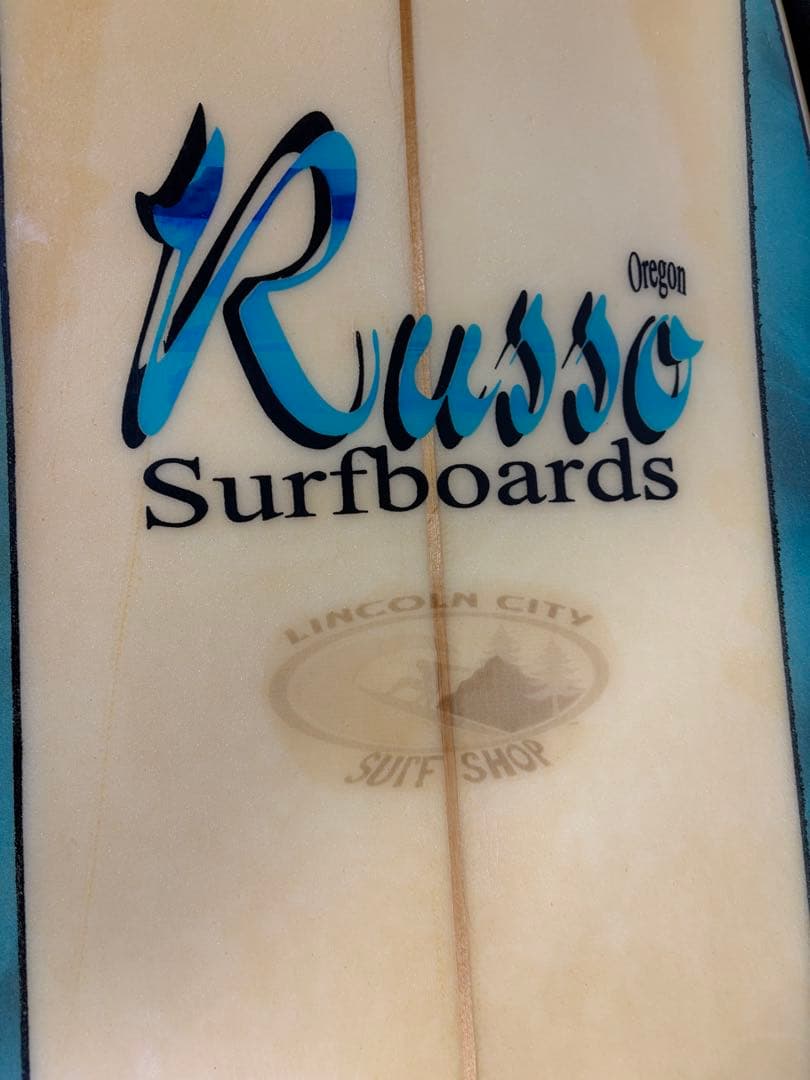 Oregon
Russo
Surfboards
LINCOLN CITY
SURF SHOP